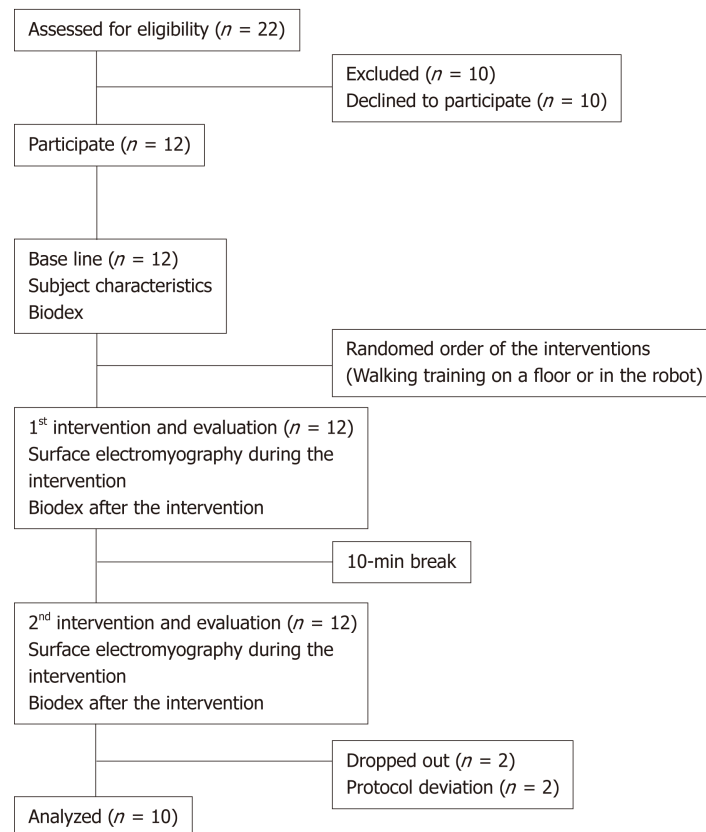 Assessed for eligibility (n = 22)
Excluded (n = 10)
Declined to participate (n = 10)
Participate (n = 12)
Base line (n = 12)
Subject characteristics
Biodex
Randomed order of the interventions
(Walking training on a floor or in the robot)
1st intervention and evaluation (n = 12)
Surface electromyography during the
intervention
Biodex after the intervention
10-min break
2nd intervention and evaluation (n = 12)
Surface electromyography during the
intervention
Biodex after the intervention
Dropped out (n = 2)
Protocol deviation (n = 2)
Analyzed (n = 10)